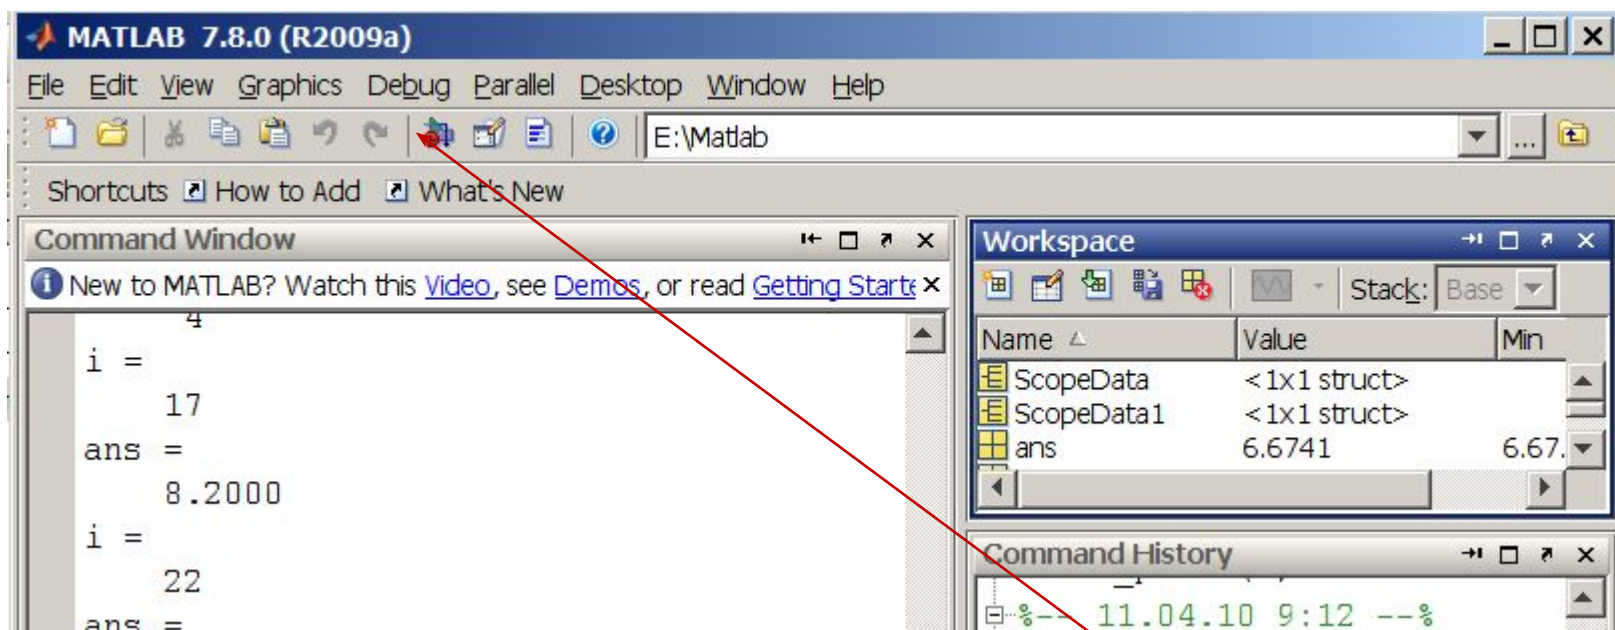 MATLAB 7.8.0 (R2009a)
File Edit View Graphics Debug Parallel Desktop Window Help
E:\Matlab ...
Shortcuts How to Add What's New
Command Window
New to MATLAB? Watch this Video, see Demos, or read Getting Starte
4
i =
17
ans =
8.2000
i =
22
ans =
Workspace
Stack: Base
Name Value Min
ScopeData <1x1 struct>
ScopeData1 <1x1 struct>
ans 6.6741 6.67.
Command History
%-- 11.04.10 9:12 --%